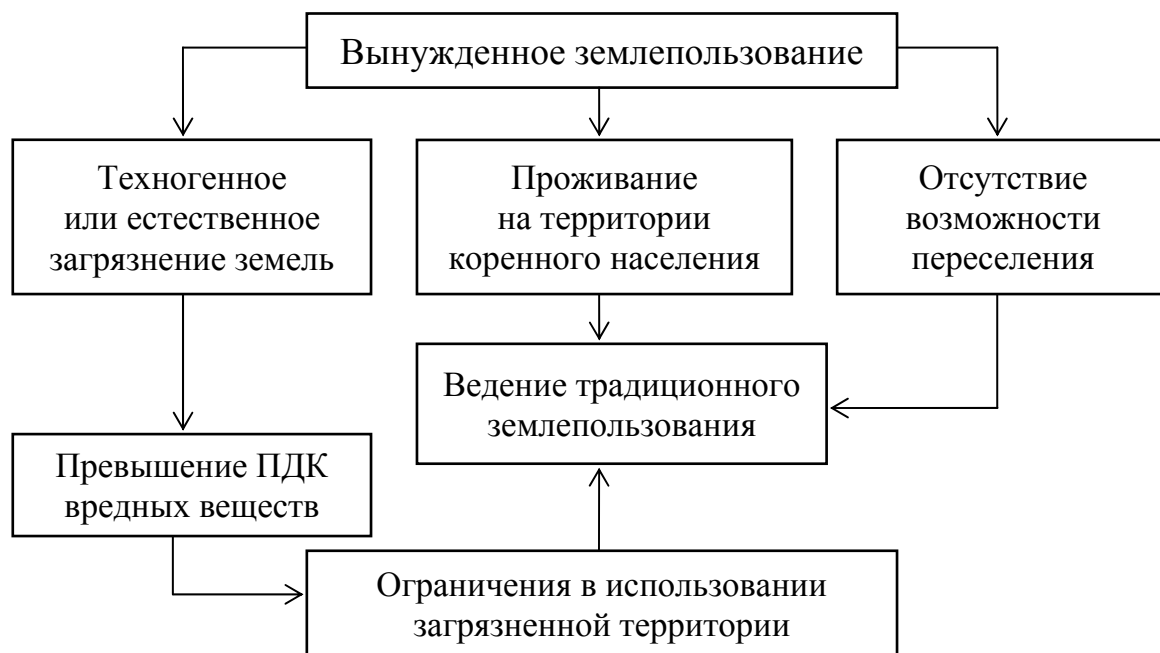 Вынужденное землепользование
Техногенное
или естественное
загрязнение земель
Проживание
на территории
коренного населения
Отсутствие
возможности
переселения
Ведение традиционного
землепользования
Превышение ПДК
вредных веществ
Ограничения в использовании
загрязненной территории